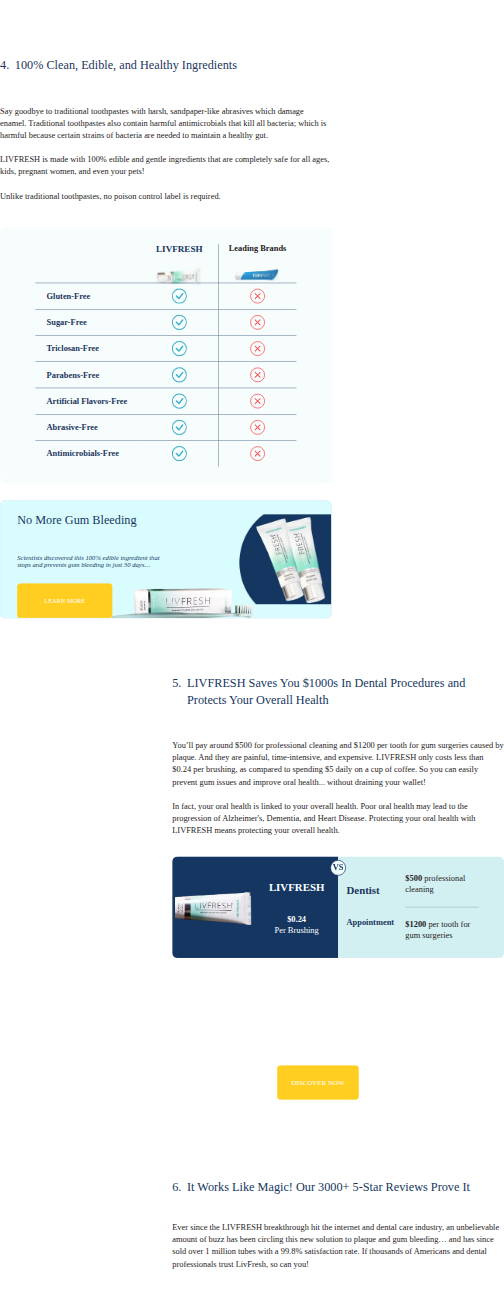 4. 100% Clean, Edible, and Healthy Ingredients
Say goodbye to traditional toothpastes with harsh, sandpaper-like abrasives which damage
enamel. Traditional toothpastes also contain harmful antimicrobials that kill all bacteria; which is
harmful because certain strains of bacteria are needed to maintain a healthy gut.
LIVFRESH is made with 100% edible and gentle ingredients that are completely safe for all ages,
kids, pregnant women, and even your pets!
Unlike traditional toothpastes, no poison control label is required.
LIVFRESH Leading Brands
Gluten-Free
Sugar-Free
Triclosan-Free
Parabens-Free
Artificial Flavors-Free
Abrasive-Free
Antimicrobials-Free
No More Gum Bleeding
Scientists discovered this 100% edible ingredient that
stops and prevents gum bleeding in just 30 days…
LEARN MORE
LIVFRESH
5. LIVFRESH Saves You $1000s In Dental Procedures and
Protects Your Overall Health
You’ll pay around $500 for professional cleaning and $1200 per tooth for gum surgeries caused by
plaque. And they are painful, time-intensive, and expensive. LIVFRESH only costs less than
$0.24 per brushing, as compared to spending $5 daily on a cup of coffee. So you can easily
prevent gum issues and improve oral health... without draining your wallet!
In fact, your oral health is linked to your overall health. Poor oral health may lead to the
progression of Alzheimer's, Dementia, and Heart Disease. Protecting your oral health with
LIVFRESH means protecting your overall health.
LIVFRESH
LIVFRESH
$0.24
Per Brushing
VS
Dentist
Appointment
$500 professional
cleaning
$1200 per tooth for
gum surgeries
DISCOVER NOW
6. It Works Like Magic! Our 3000+ 5-Star Reviews Prove It
Ever since the LIVFRESH breakthrough hit the internet and dental care industry, an unbelievable
amount of buzz has been circling this new solution to plaque and gum bleeding… and has since
sold over 1 million tubes with a 99.8% satisfaction rate. If thousands of Americans and dental
professionals trust LivFresh, so can you!